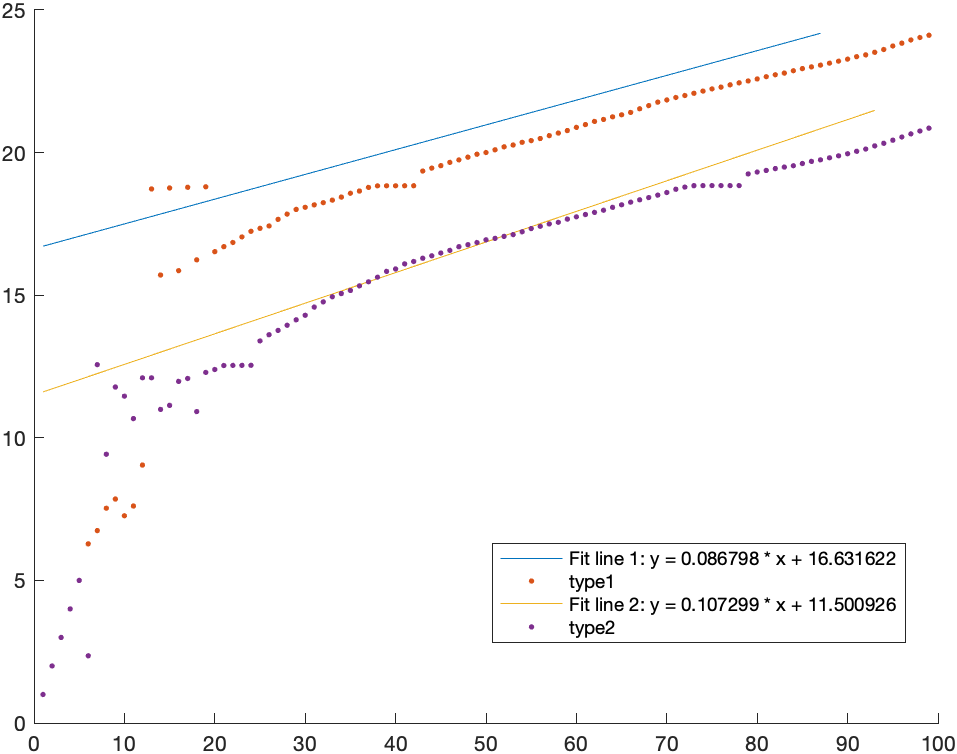 25
20
15
10
5
0
0 10 20 30 40 50 60 70 80 90 100
Fit line 1: y = 0.086798 * x + 16.631622
type1
Fit line 2: y = 0.107299 * x + 11.500926
type2